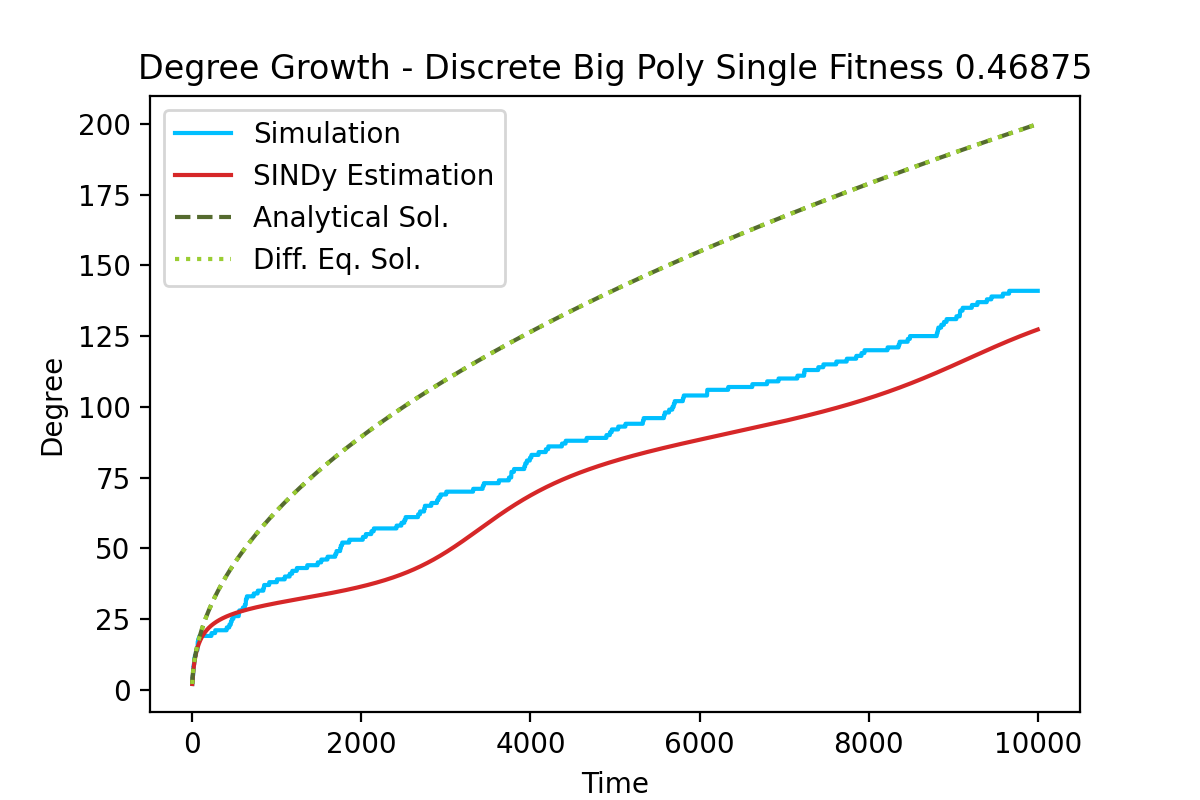 Degree Growth - Discrete Big Poly Single Fitness 0.46875
Simulation
SINDy Estimation
Analytical Sol.
Diff. Eq. Sol.
200
175
150
125
100
75
50
25
0
Degree
0 2000 4000 6000 8000 10000
Time